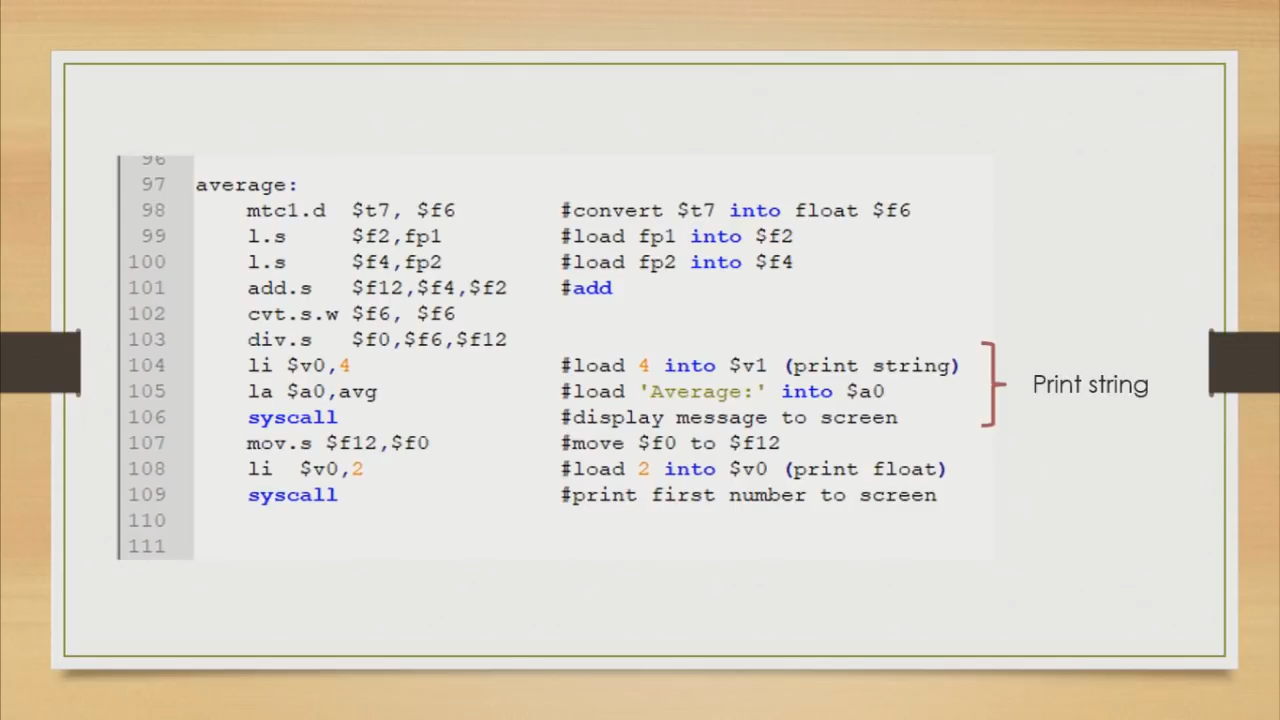 96
97 average:
98 mtc1.d $t7, $f6 #convert $t7 into float $f6
99 l.s $f2,fp1 #load fp1 into $f2
100 l.s $f4,fp2 #load fp2 into $f4
101 add.s $f12,$f4,$f2 #add
102 cvt.s.w $f6, $f6
103 div.s $f0,$f6,$f12
104 li $v0,4 #load 4 into $v1 (print string)
105 la $a0,avg #load 'Average:' into $a0
Print string
106 syscall #display message to screen
107 mov.s $f12,$f0 #move $f0 to $f12
108 li $v0,2 #load 2 into $v0 (print float)
109 syscall #print first number to screen
110
111